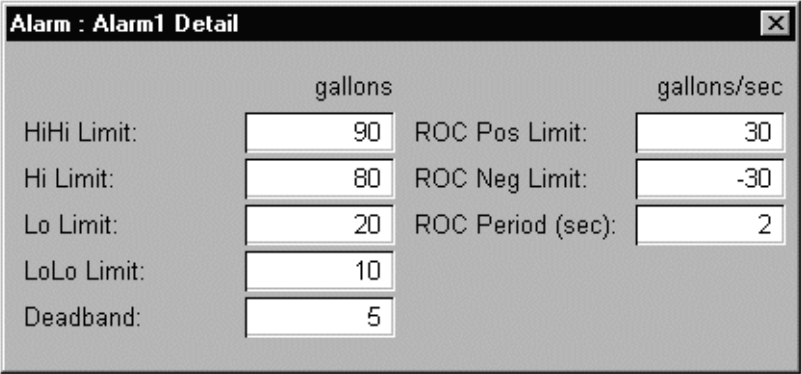 Alarm : Alarm1 Detail
gallons gallons/sec
HiHi Limit: 90 ROC Pos Limit: 30
Hi Limit: 80 ROC Neg Limit: -30
Lo Limit: 20 ROC Period (sec): 2
LoLo Limit: 10
Deadband: 5